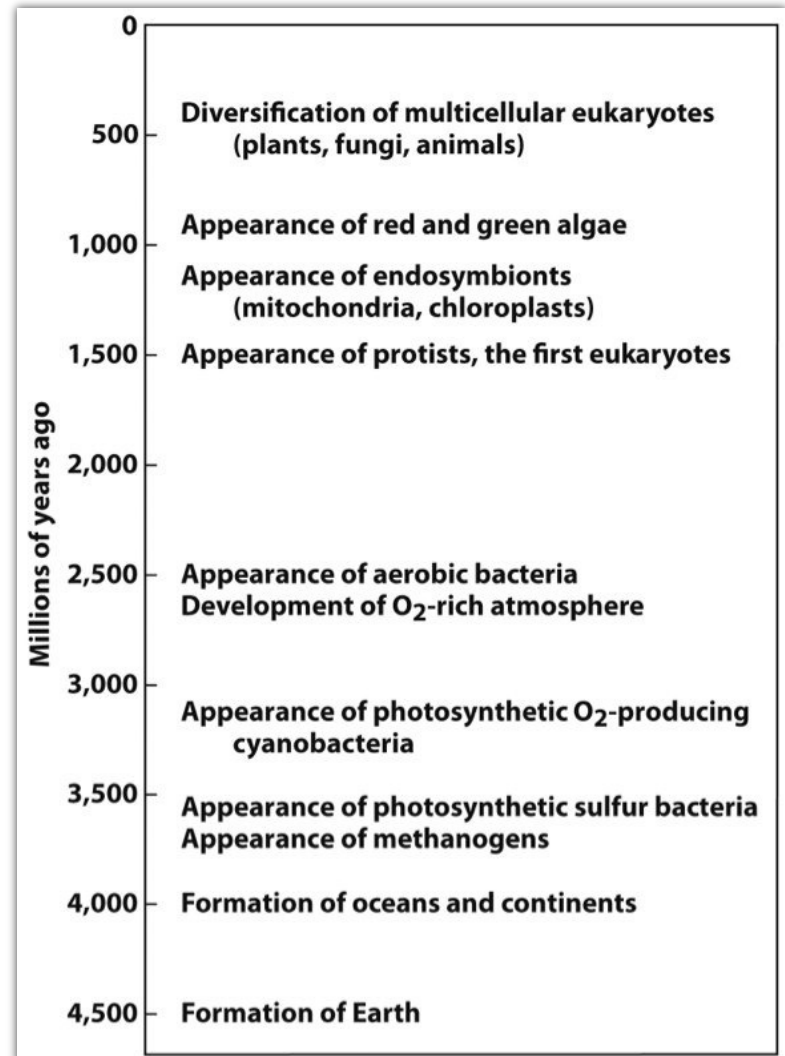 0
Diversification of multicellular eukaryotes
500
(plants, fungi, animals)
Appearance of red and green algae
1,000
Appearance of endosymbionts
(mitochondria, chloroplasts)
1,500
Appearance of protists, the first eukaryotes
Millions of years ago
2,000
2,500
Appearance of aerobic bacteria
Development of O₂-rich atmosphere
3,000
Appearance of photosynthetic O₂-producing
cyanobacteria
3,500
Appearance of photosynthetic sulfur bacteria
Appearance of methanogens
4,000
Formation of oceans and continents
4,500
Formation of Earth